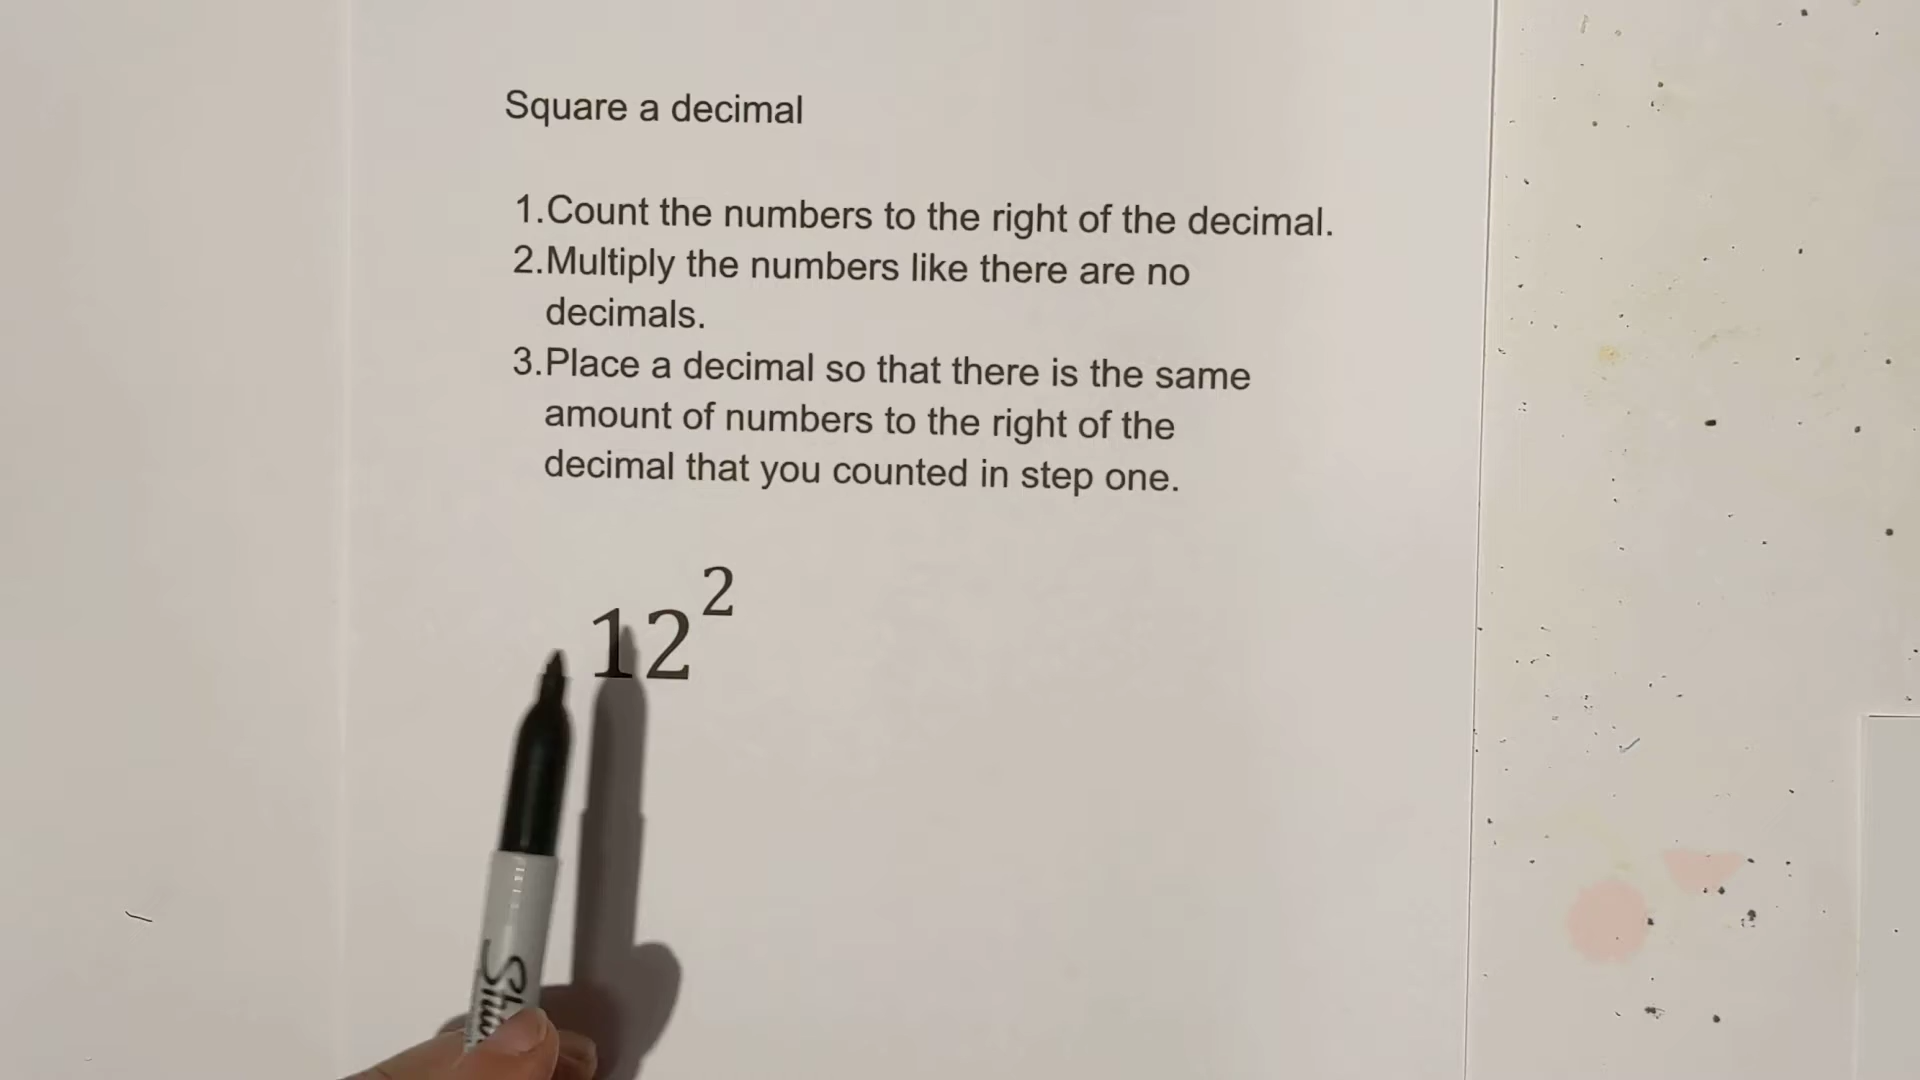 Square a decimal
1.Count the numbers to the right of the decimal.
2.Multiply the numbers like there are no
decimals.
3.Place a decimal so that there is the same
amount of numbers to the right of the
decimal that you counted in step one.
12²